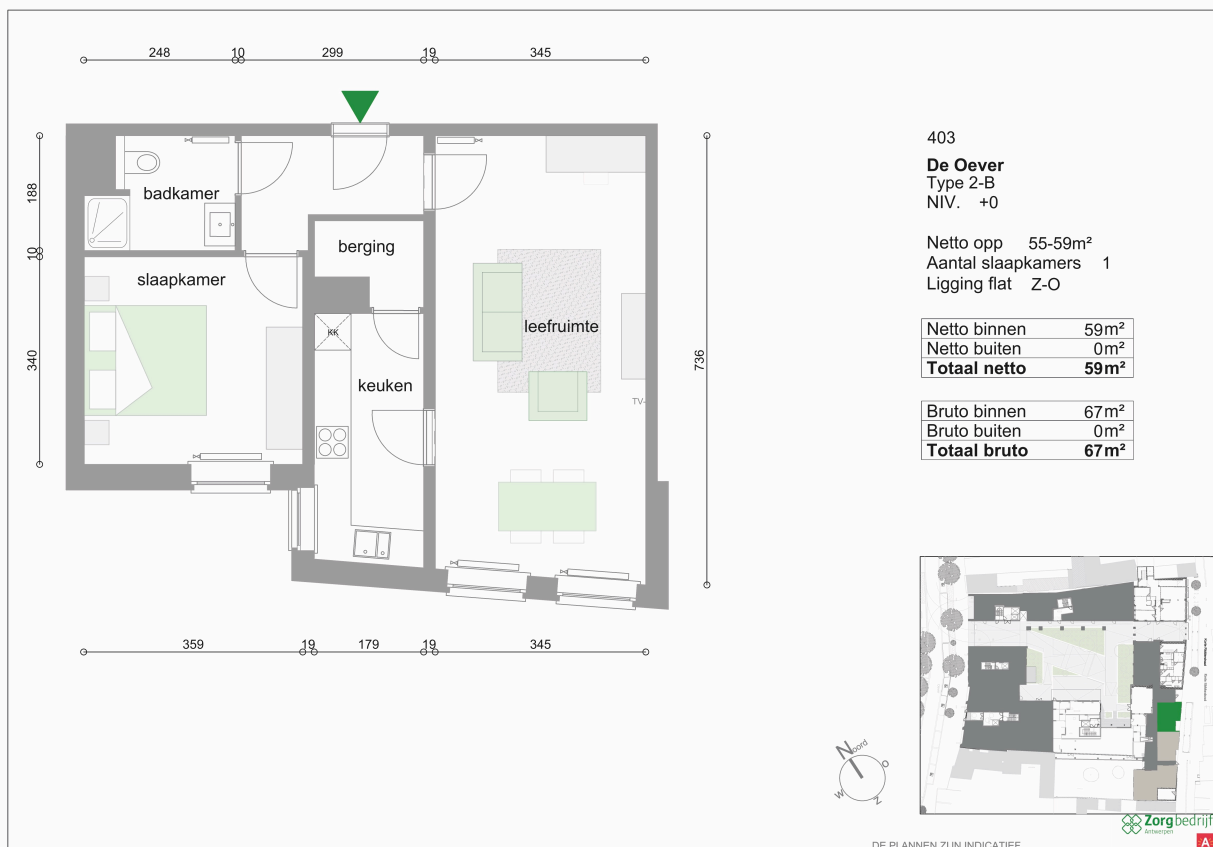 248 10 299 19 345
188
10
340
736
badkamer
berging
slaapkamer
leefruimte
KK
keuken
TV
359 19 179 19 345
403
De Oever
Type 2-B
NIV. +0
Netto opp 55-59m²
Aantal slaapkamers 1
Ligging flat Z-O
Netto binnen 59m²
Netto buiten 0m²
Totaal netto 59m²
Bruto binnen 67m²
Bruto buiten 0m²
Totaal bruto 67m²
Noord
O
W
Z
Zorgbedrijf
Antwerpen
A
DE PLANNEN ZIJN INDICATIEF